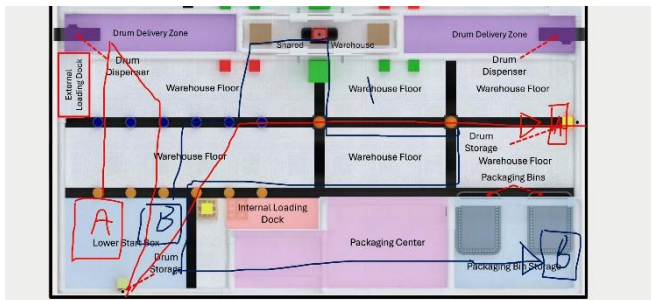 Drum Delivery Zone
Shared Warehouse
Drum Delivery Zone
External
Loading Dock
Drum
Dispenser
Drum
Dispenser
Warehouse Floor
Warehouse Floor
Warehouse Floor
A
Drum
Storage
Warehouse Floor
Warehouse Floor
Warehouse Floor
Packaging Bins
A
B
Internal Loading
Dock
Lower Start Box
Packaging Center
Drum
Storage
Packaging Bin Storage
B